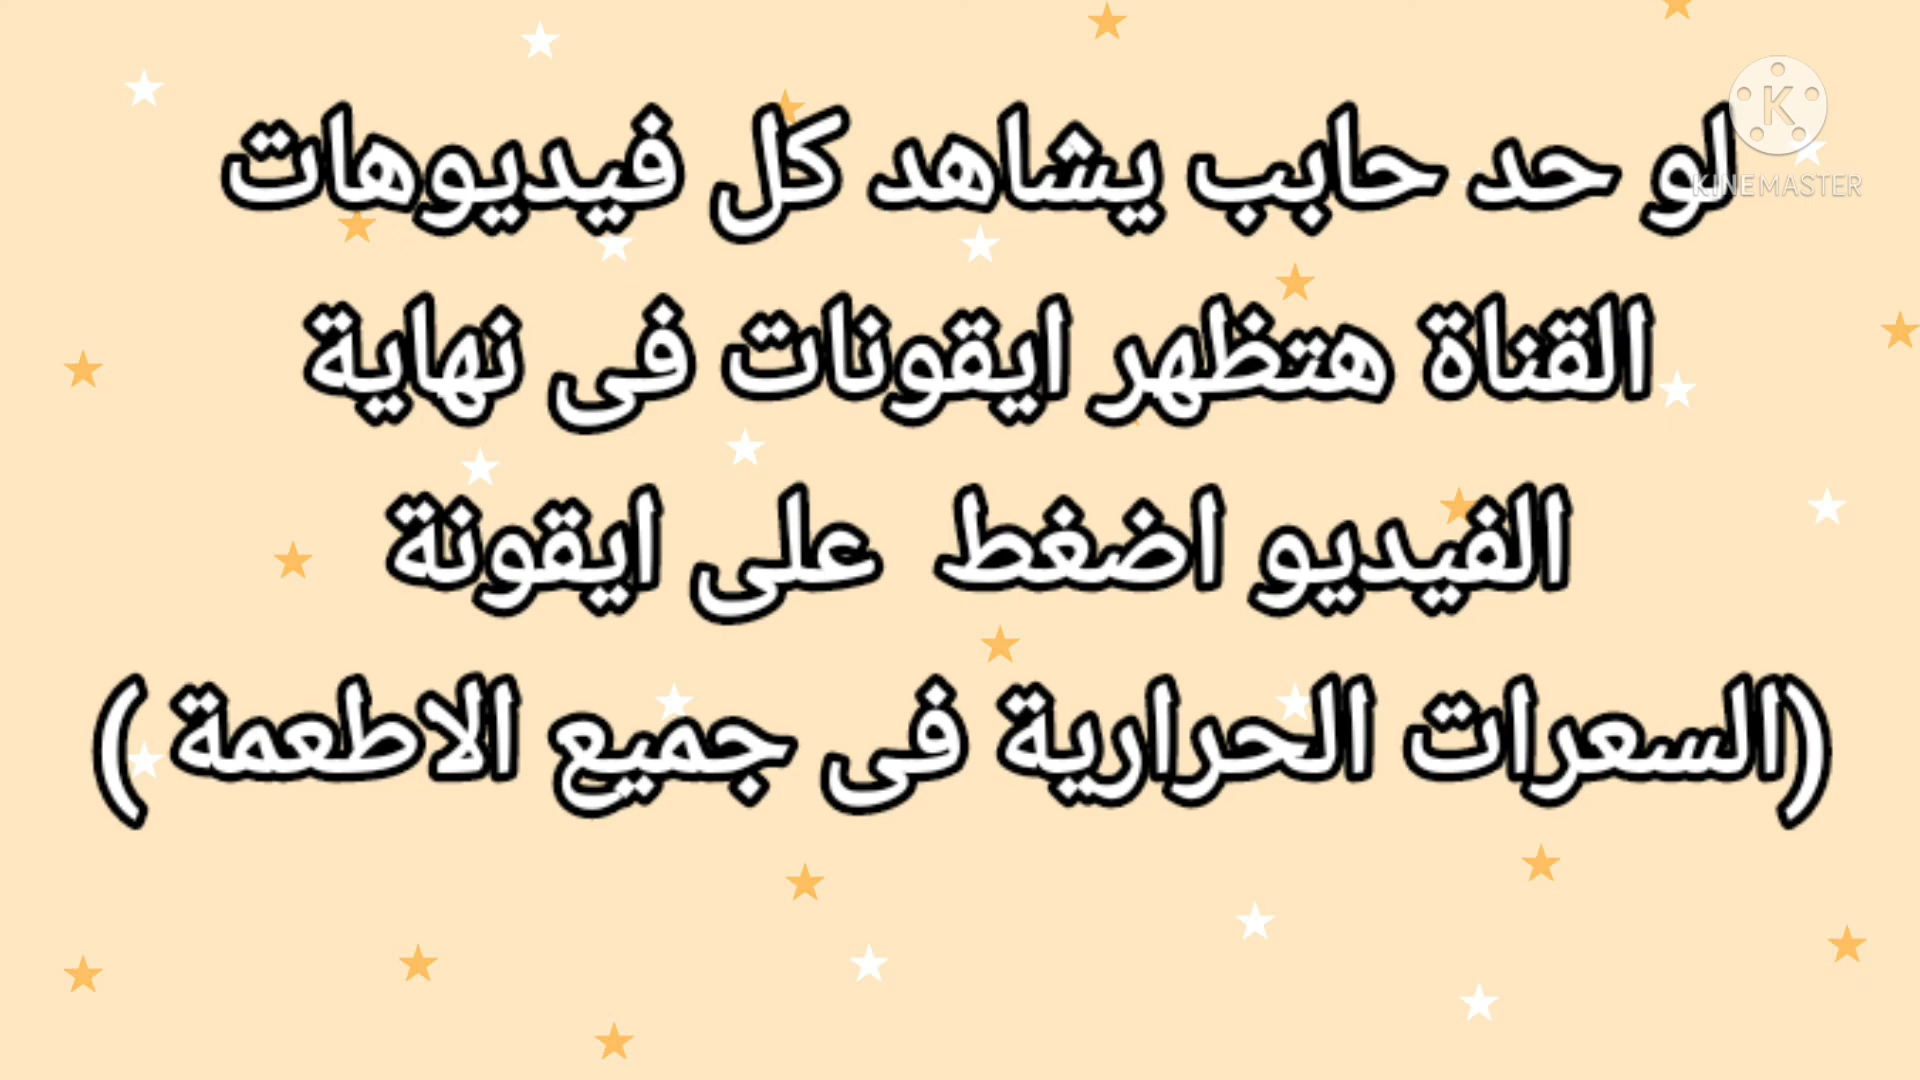 لو حد حابب يشاهد كل فيديوهات
القناة هتظهر ايقونات فى نهاية
الفيديو اضغط على ايقونة
(السعرات الحرارية فى جميع الاطعمة )
K
KINEMASTER